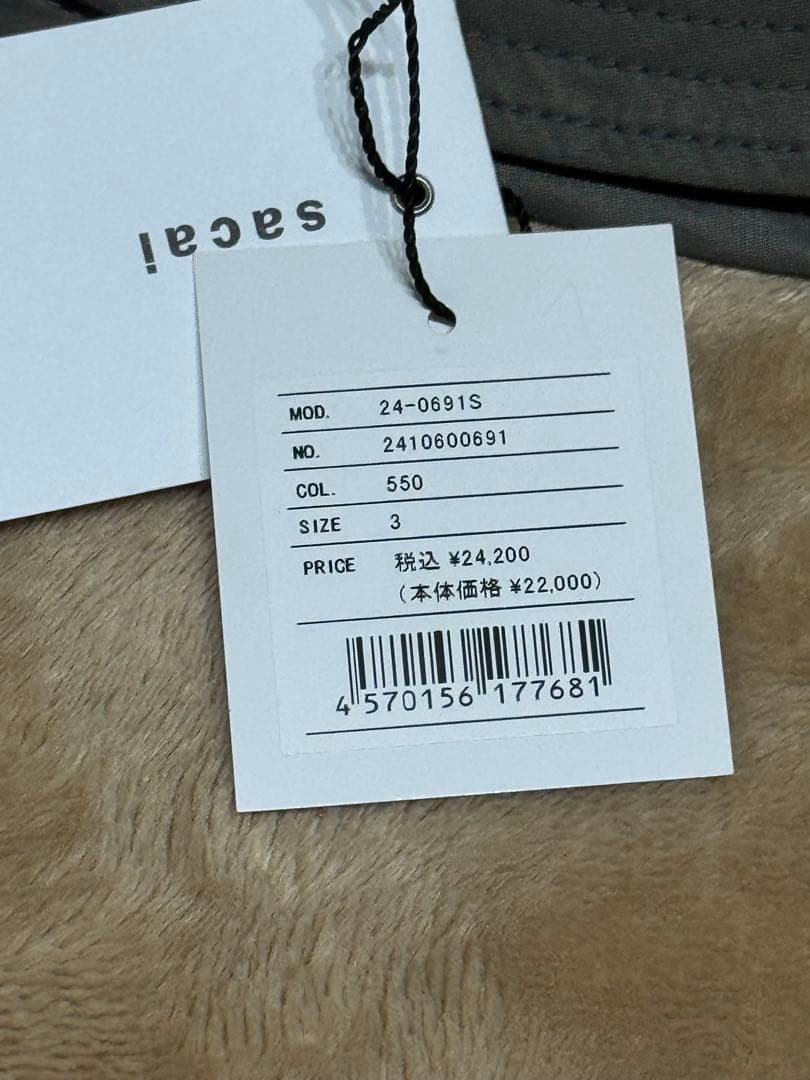 sacai
MOD. 24-0691S
NO. 2410600691
COL. 550
SIZE 3
PRICE 税込 ¥24,200
(本体価格 ¥22,000)
4 570156 177681